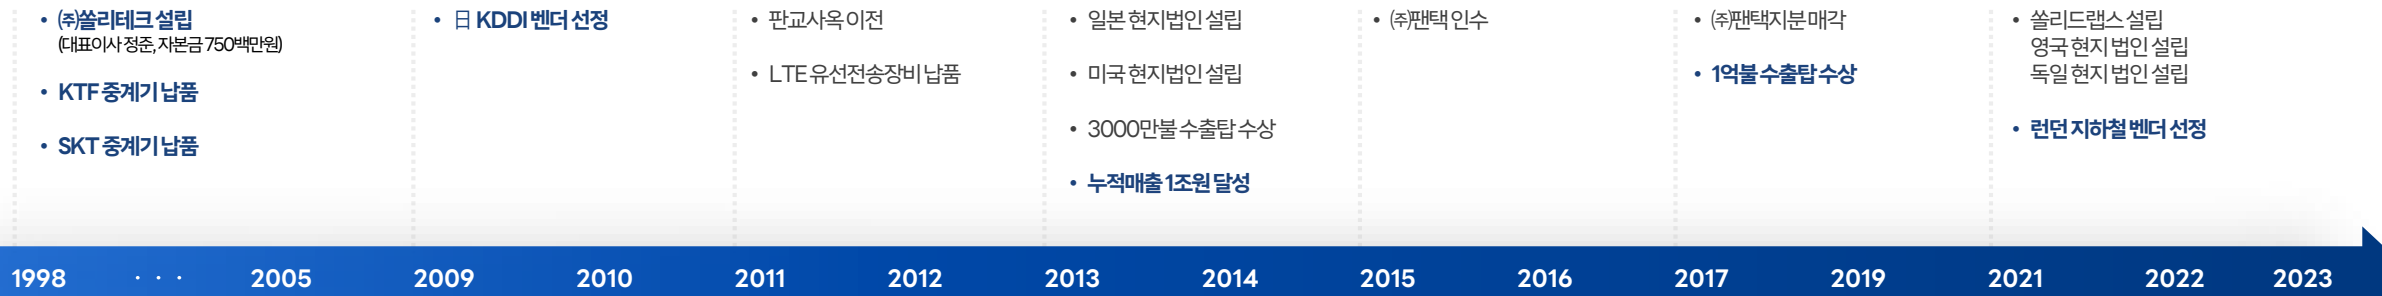 • ㈜쏠리테크 설립
(대표이사 정준, 자본금 750백만원)
• KTF 중계기 납품
• SKT 중계기 납품
• 日 KDDI 벤더 선정
• 판교사옥 이전
• LTE 유선전송장비 납품
• 일본 현지법인 설립
• 미국 현지법인 설립
• 3000만불 수출탑 수상
• 누적매출 1조원 달성
• ㈜팬택 인수
• ㈜팬택지분 매각
• 1억불 수출탑 수상
• 쏠리드랩스 설립
영국 현지 법인 설립
독일 현지 법인 설립
• 런던 지하철 벤더 선정
1998 · · · 2005 2009 2010 2011 2012 2013 2014 2015 2016 2017 2019 2021 2022 2023